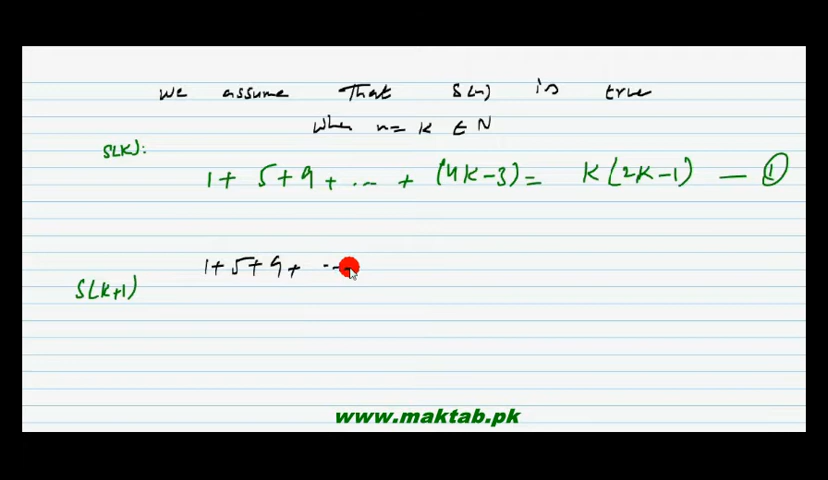 We assume That S(n) is true
When n = k ∈ N
S(k):
1 + 5 + 9 + ... + (4k-3) = k(2k-1) — ①
1 + 5 + 9 + ...
S(k+1)
www.maktab.pk